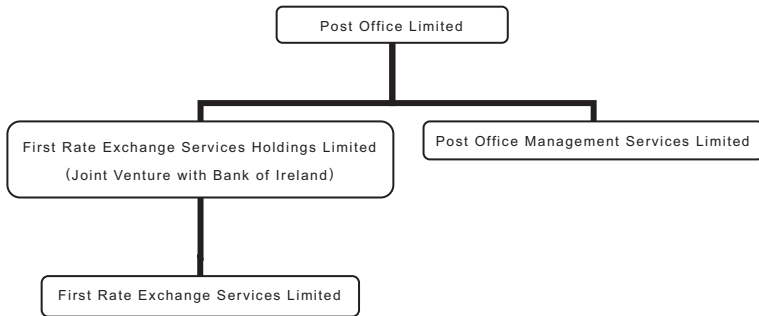 Post Office Limited
First Rate Exchange Services Holdings Limited
(Joint Venture with Bank of Ireland)
Post Office Management Services Limited
First Rate Exchange Services Limited